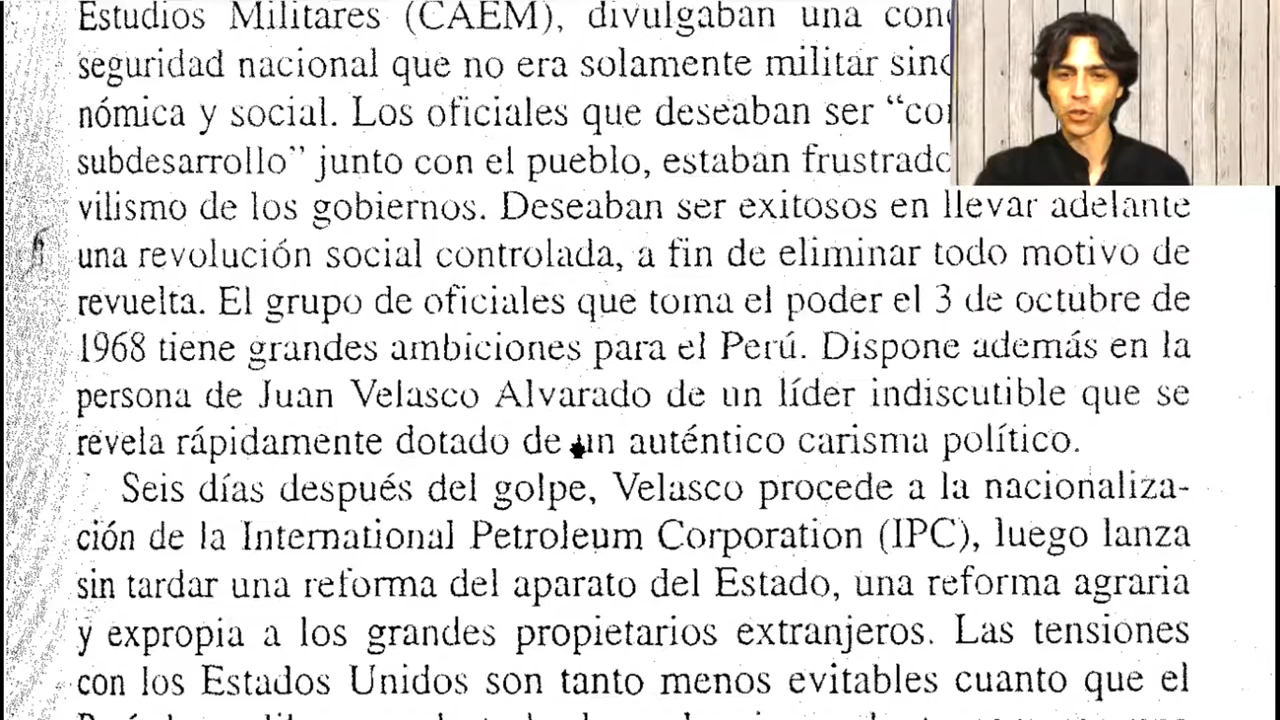 Estudios Militares (CAEM), divulgaban una
seguridad nacional que no era solamente militar
nómica y social. Los oficiales que deseaban ser
subdesarrollo” junto con el pueblo, estaban
vilismo de los gobiernos. Deseaban ser exitosos en llevar adelante
una revolución social controlada, a fin de eliminar todo motivo de
revuelta. El grupo de oficiales que toma el poder el 3 de octubre de
1968 tiene grandes ambiciones para el Perú. Dispone además en la
persona de Juan Velasco Alvarado de un líder indiscutible que se
revela rápidamente dotado de un auténtico carisma político.
Seis días después del golpe, Velasco procede a la nacionaliza-
ción de la International Petroleum Corporation (IPC), luego lanza
sin tardar una reforma del aparato del Estado, una reforma agraria
y expropia a los grandes propietarios extranjeros. Las tensiones
con los Estados Unidos son tanto menos evitables cuanto que el